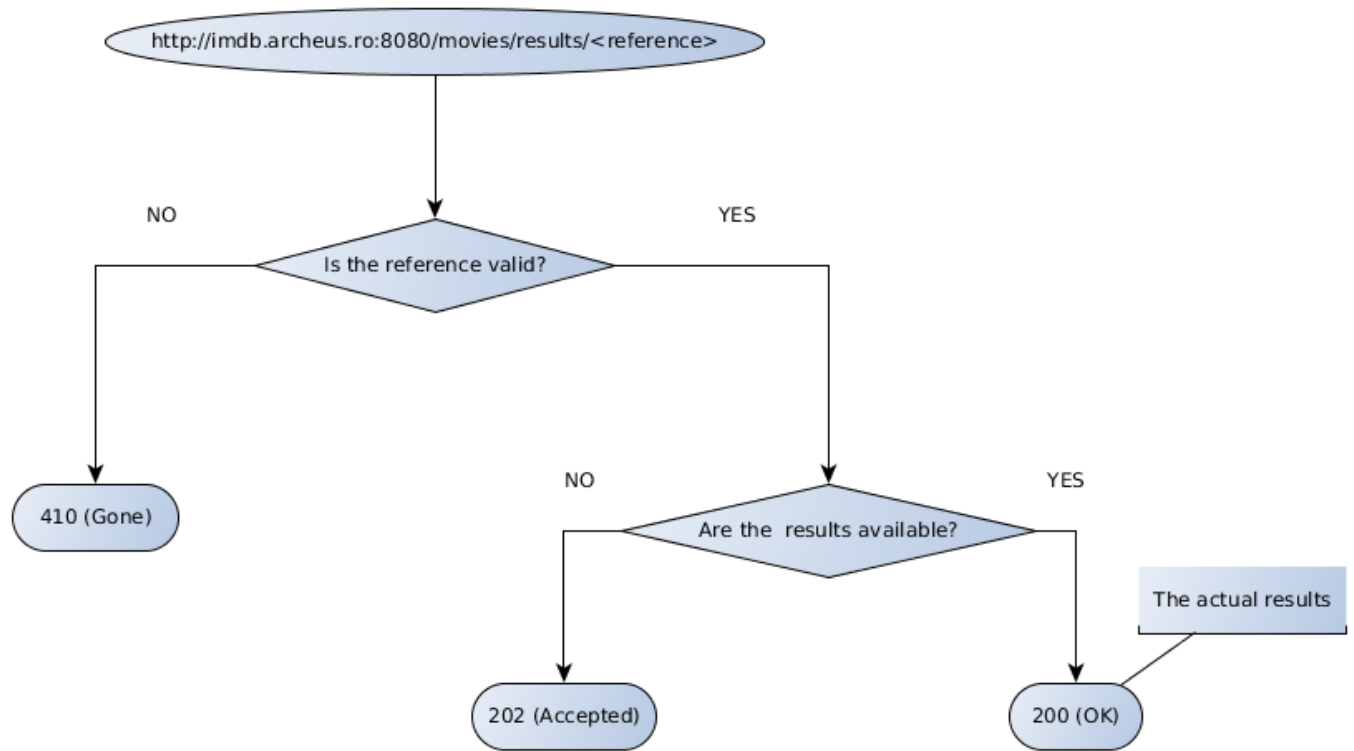 http://imdb.archeus.ro:8080/movies/results/<reference>
NO
YES
Is the reference valid?
NO
YES
410 (Gone)
Are the  results available?
The actual results
202 (Accepted)
200 (OK)